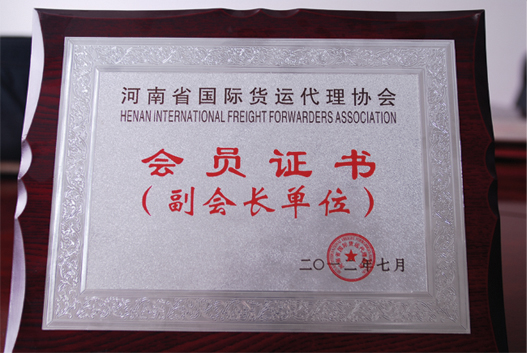 河南省国际货运代理协会
HENAN INTERNATIONAL FREIGHT FORWARDERS ASSOCIATION
会员证书
（副会长单位）
二〇一二年七月